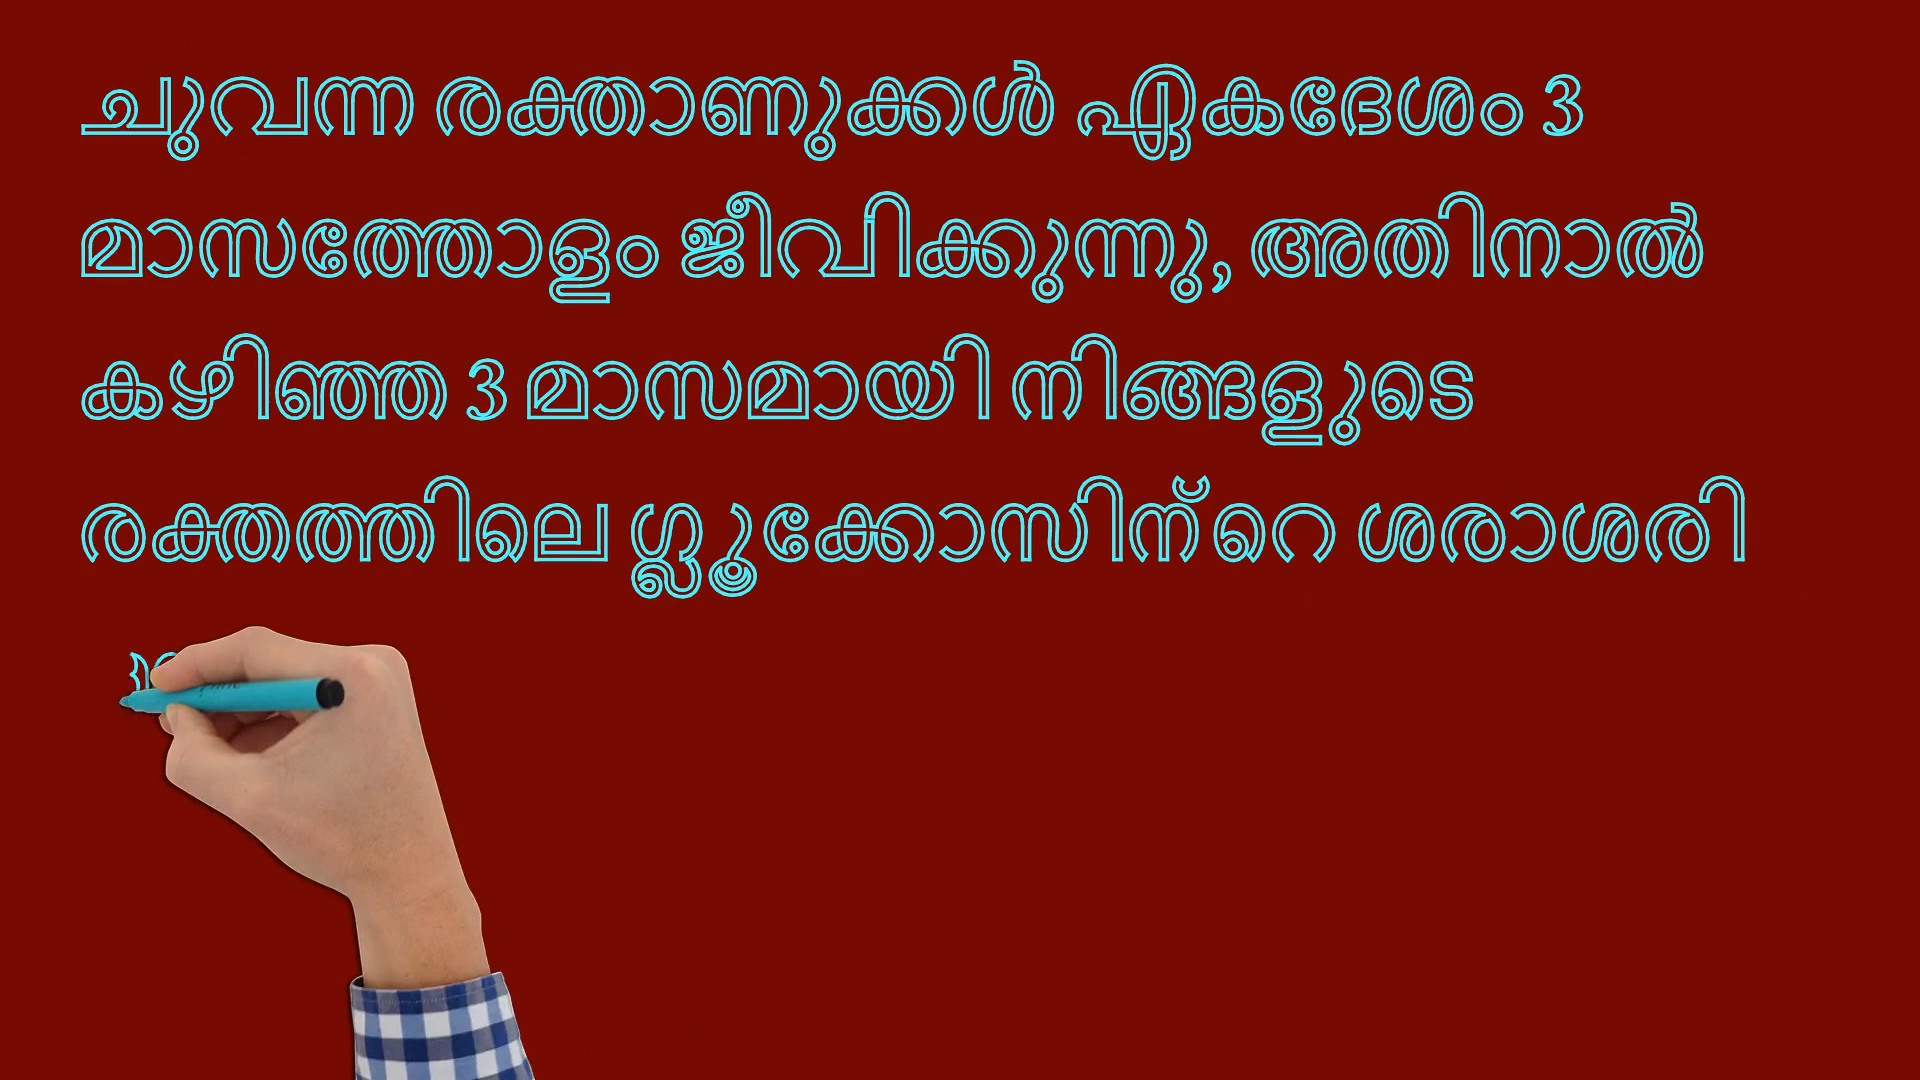 ചുവന്ന രക്താണുക്കൾ ഏകദേശം 3
മാസത്തോളം ജീവിക്കുന്നു, അതിനാൽ
കഴിഞ്ഞ 3 മാസമായി നിങ്ങളുടെ
രക്തത്തിലെ ഗ്ലൂക്കോസിന്റെ ശരാശരി